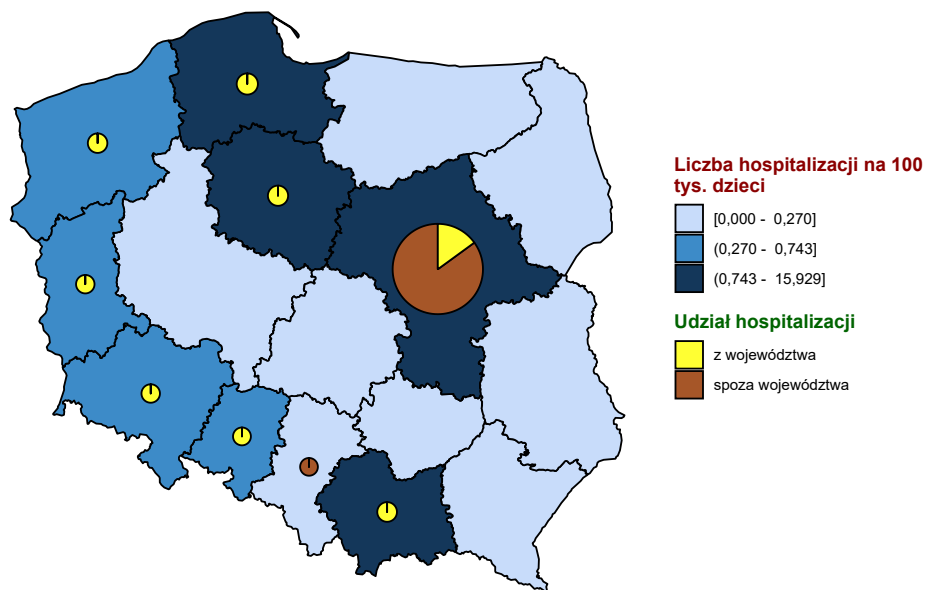 Liczba hospitalizacji na 100
tys. dzieci
[0,000 - 0,270]
(0,270 - 0,743]
(0,743 - 15,929]
Udział hospitalizacji
z województwa
spoza województwa